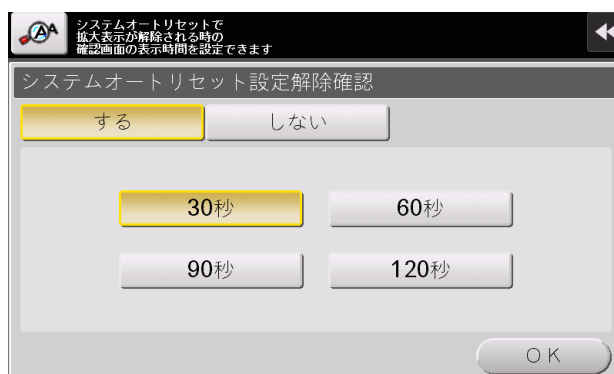 システムオートリセットで
拡大表示が解除される時の
確認画面の表示時間を設定できます
システムオートリセット設定解除確認
する しない
30秒 60秒
90秒 120秒
OK